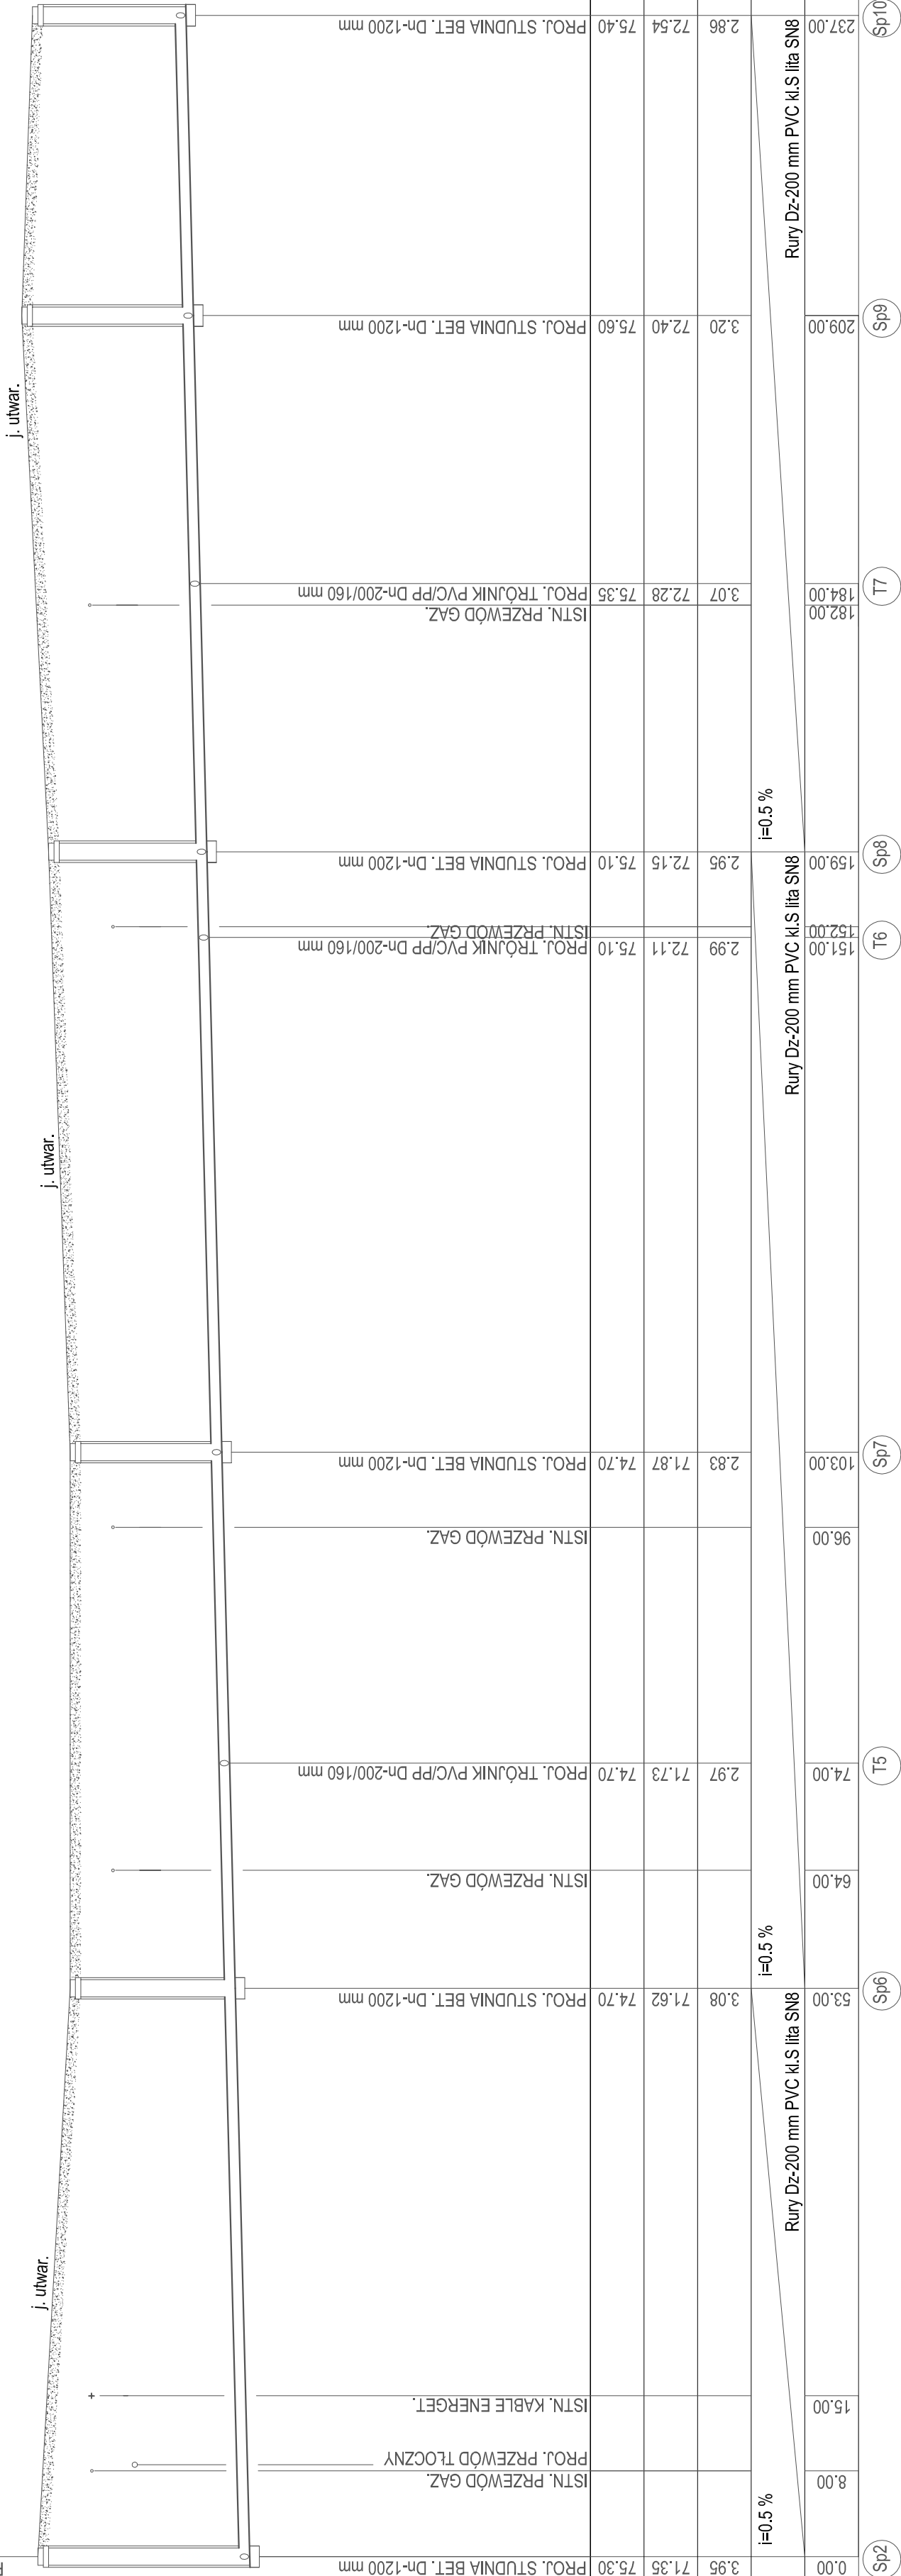 j. utwar.
j. utwar.
j. utwar.
PROJ. STUDNIA BET. Dn-1200 mm
75.30
71.35
3.95
0.00
Sp2
ISTN. PRZEWÓD GAZ.
8.00
PROJ. PRZEWÓD TŁOCZNY
ISTN. KABLE ENERGET.
15.00
i=0.5 %
Rury Dz-200 mm PVC kl.S lita SN8
PROJ. STUDNIA BET. Dn-1200 mm
74.70
71.62
3.08
53.00
Sp6
ISTN. PRZEWÓD GAZ.
64.00
PROJ. TRÓJNIK PVC/PP Dn-200/160 mm
74.70
71.73
2.97
74.00
T5
ISTN. PRZEWÓD GAZ.
96.00
PROJ. STUDNIA BET. Dn-1200 mm
74.70
71.87
2.83
103.00
Sp7
i=0.5 %
Rury Dz-200 mm PVC kl.S lita SN8
PROJ. TRÓJNIK PVC/PP Dn-200/160 mm
75.10
72.11
2.99
151.00
T6
ISTN. PRZEWÓD GAZ.
152.00
PROJ. STUDNIA BET. Dn-1200 mm
75.10
72.15
2.95
159.00
Sp8
i=0.5 %
Rury Dz-200 mm PVC kl.S lita SN8
ISTN. PRZEWÓD GAZ.
182.00
PROJ. TRÓJNIK PVC/PP Dn-200/160 mm
75.35
72.28
3.07
184.00
T7
PROJ. STUDNIA BET. Dn-1200 mm
75.60
72.40
3.20
209.00
Sp9
PROJ. STUDNIA BET. Dn-1200 mm
75.40
72.54
2.86
237.00
Sp10